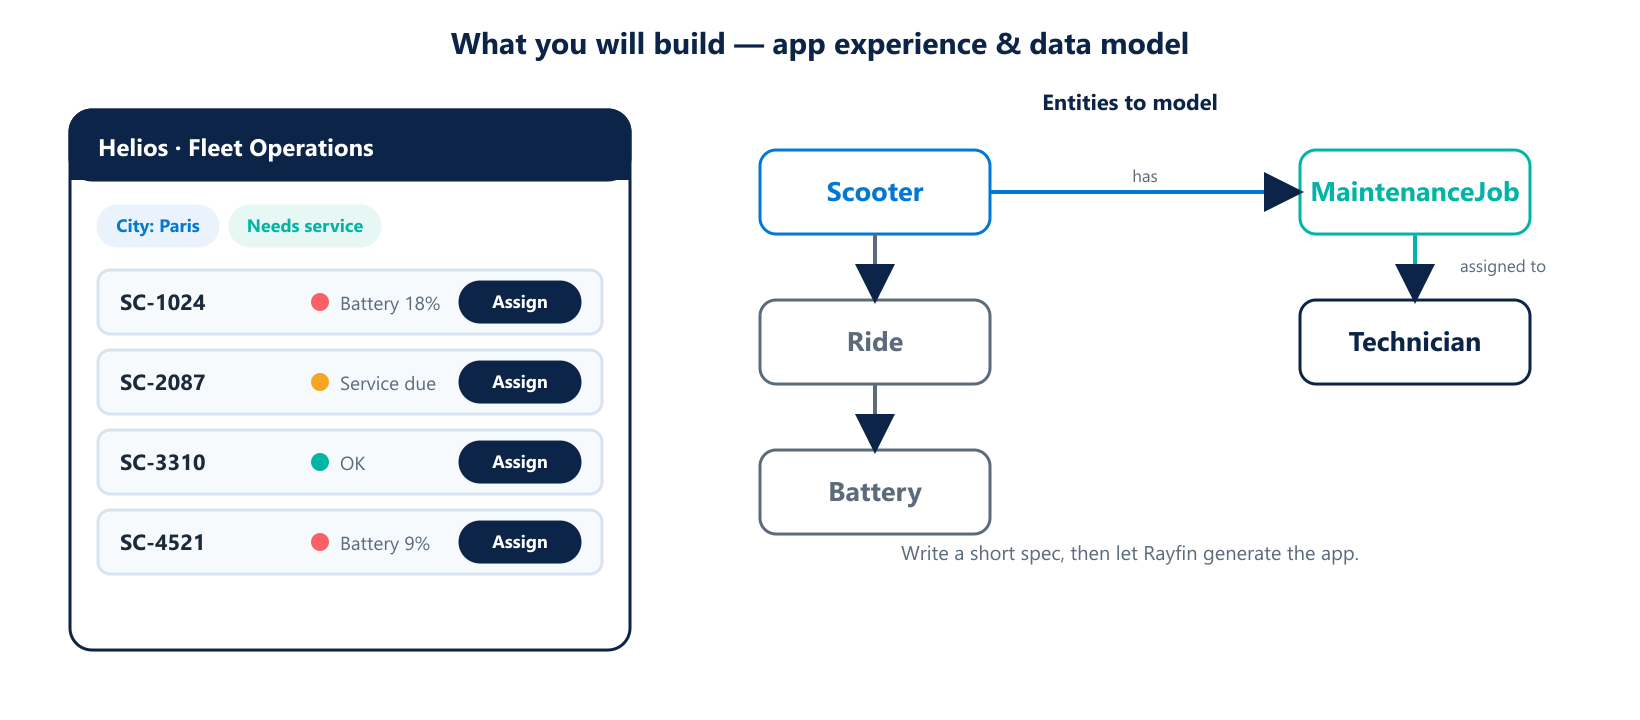 What you will build — app experience & data model
Helios · Fleet Operations
City: Paris
Needs service
SC-1024
Battery 18%
Assign
SC-2087
Service due
Assign
SC-3310
OK
Assign
SC-4521
Battery 9%
Assign
Entities to model
Scooter
has
MaintenanceJob
assigned to
Ride
Technician
Battery
Write a short spec, then let Rayfin generate the app.